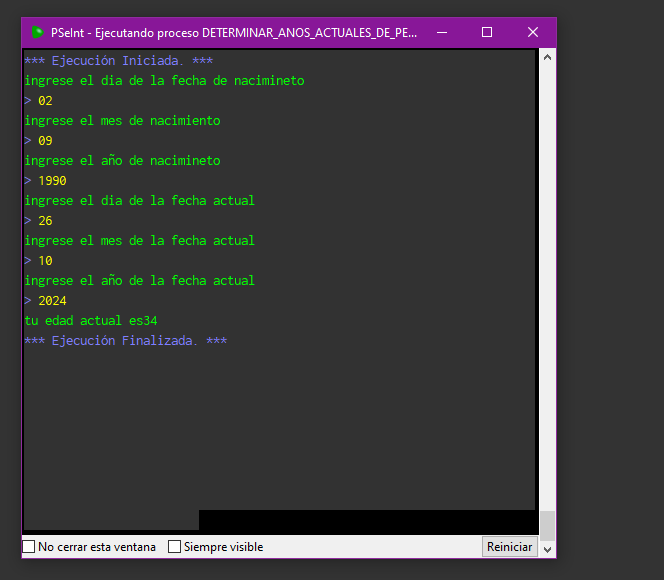 PSeInt - Ejecutando proceso DETERMINAR_ANOS_ACTUALES_DE_PE...
*** Ejecución Iniciada. ***
ingrese el dia de la fecha de nacimineto
> 02
ingrese el mes de nacimiento
> 09
ingrese el año de nacimineto
> 1990
ingrese el dia de la fecha actual
> 26
ingrese el mes de la fecha actual
> 10
ingrese el año de la fecha actual
> 2024
tu edad actual es34
*** Ejecución Finalizada. ***
No cerrar esta ventana Siempre visible Reiniciar